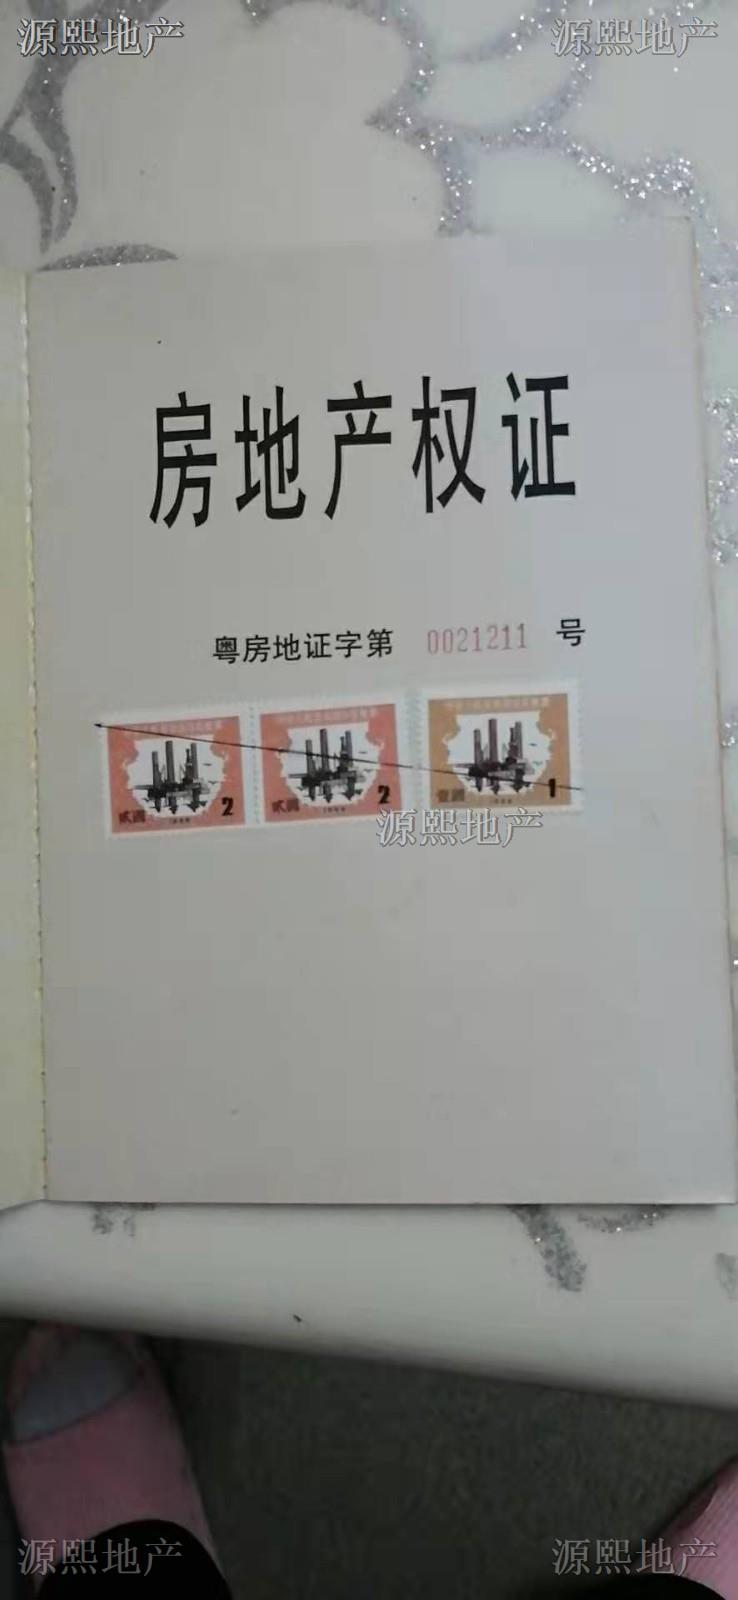 源熙地产 源熙地产
房地产权证
粤房地证字第 0021211 号
贰圆 2 贰圆 2 壹圆 1
源熙地产
源熙地产 源熙地产